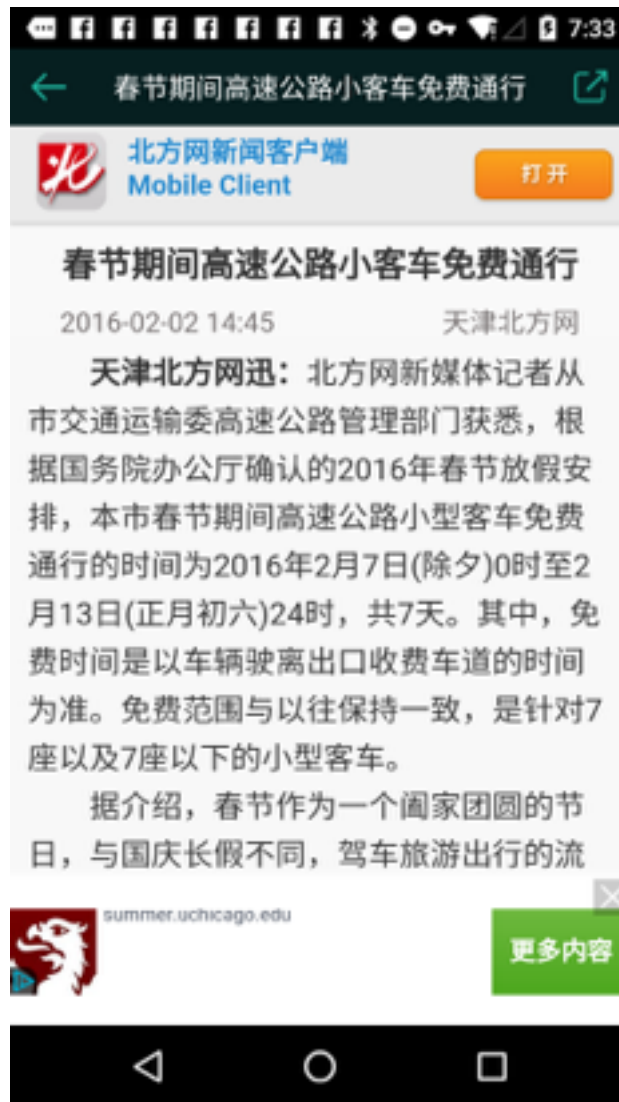 7:33
春节期间高速公路小客车免费通行
北方网新闻客户端
Mobile Client
打开
春节期间高速公路小客车免费通行
2016-02-02 14:45 天津北方网
天津北方网迅：北方网新媒体记者从
市交通运输委高速公路管理部门获悉，根
据国务院办公厅确认的2016年春节放假安
排，本市春节期间高速公路小型客车免费
通行的时间为2016年2月7日(除夕)0时至2
月13日(正月初六)24时，共7天。其中，免
费时间是以车辆驶离出口收费车道的时间
为准。免费范围与以往保持一致，是针对7
座以及7座以下的小型客车。
据介绍，春节作为一个阖家团圆的节
日，与国庆长假不同，驾车旅游出行的流
summer.uchicago.edu
更多内容